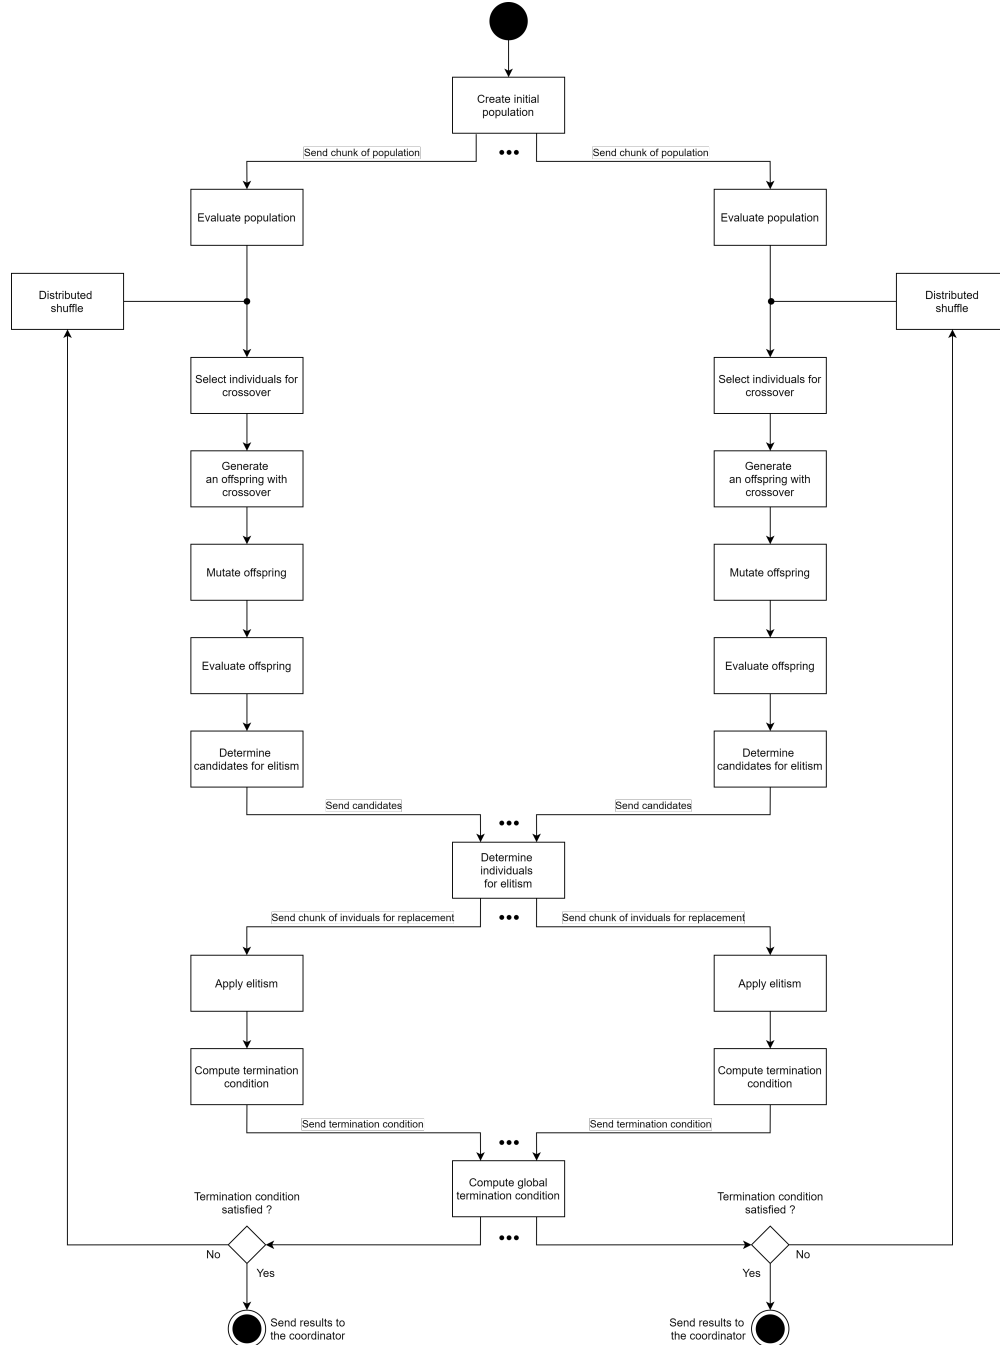 Create initial
population
Send chunk of population
Send chunk of population
Evaluate population
Evaluate population
Distributed
shuffle
Distributed
shuffle
Select individuals for
crossover
Select individuals for
crossover
Generate
an offspring with
crossover
Generate
an offspring with
crossover
Mutate offspring
Mutate offspring
Evaluate offspring
Evaluate offspring
Determine
candidates for elitism
Determine
candidates for elitism
Send candidates
Send candidates
Determine
individuals
for elitism
Send chunk of inviduals for replacement
Send chunk of inviduals for replacement
Apply elitism
Apply elitism
Compute termination
condition
Compute termination
condition
Send termination condition
Send termination condition
Compute global
termination condition
Termination condition
satisfied ?
Termination condition
satisfied ?
No
Yes
Yes
No
Send results to
the coordinator
Send results to
the coordinator